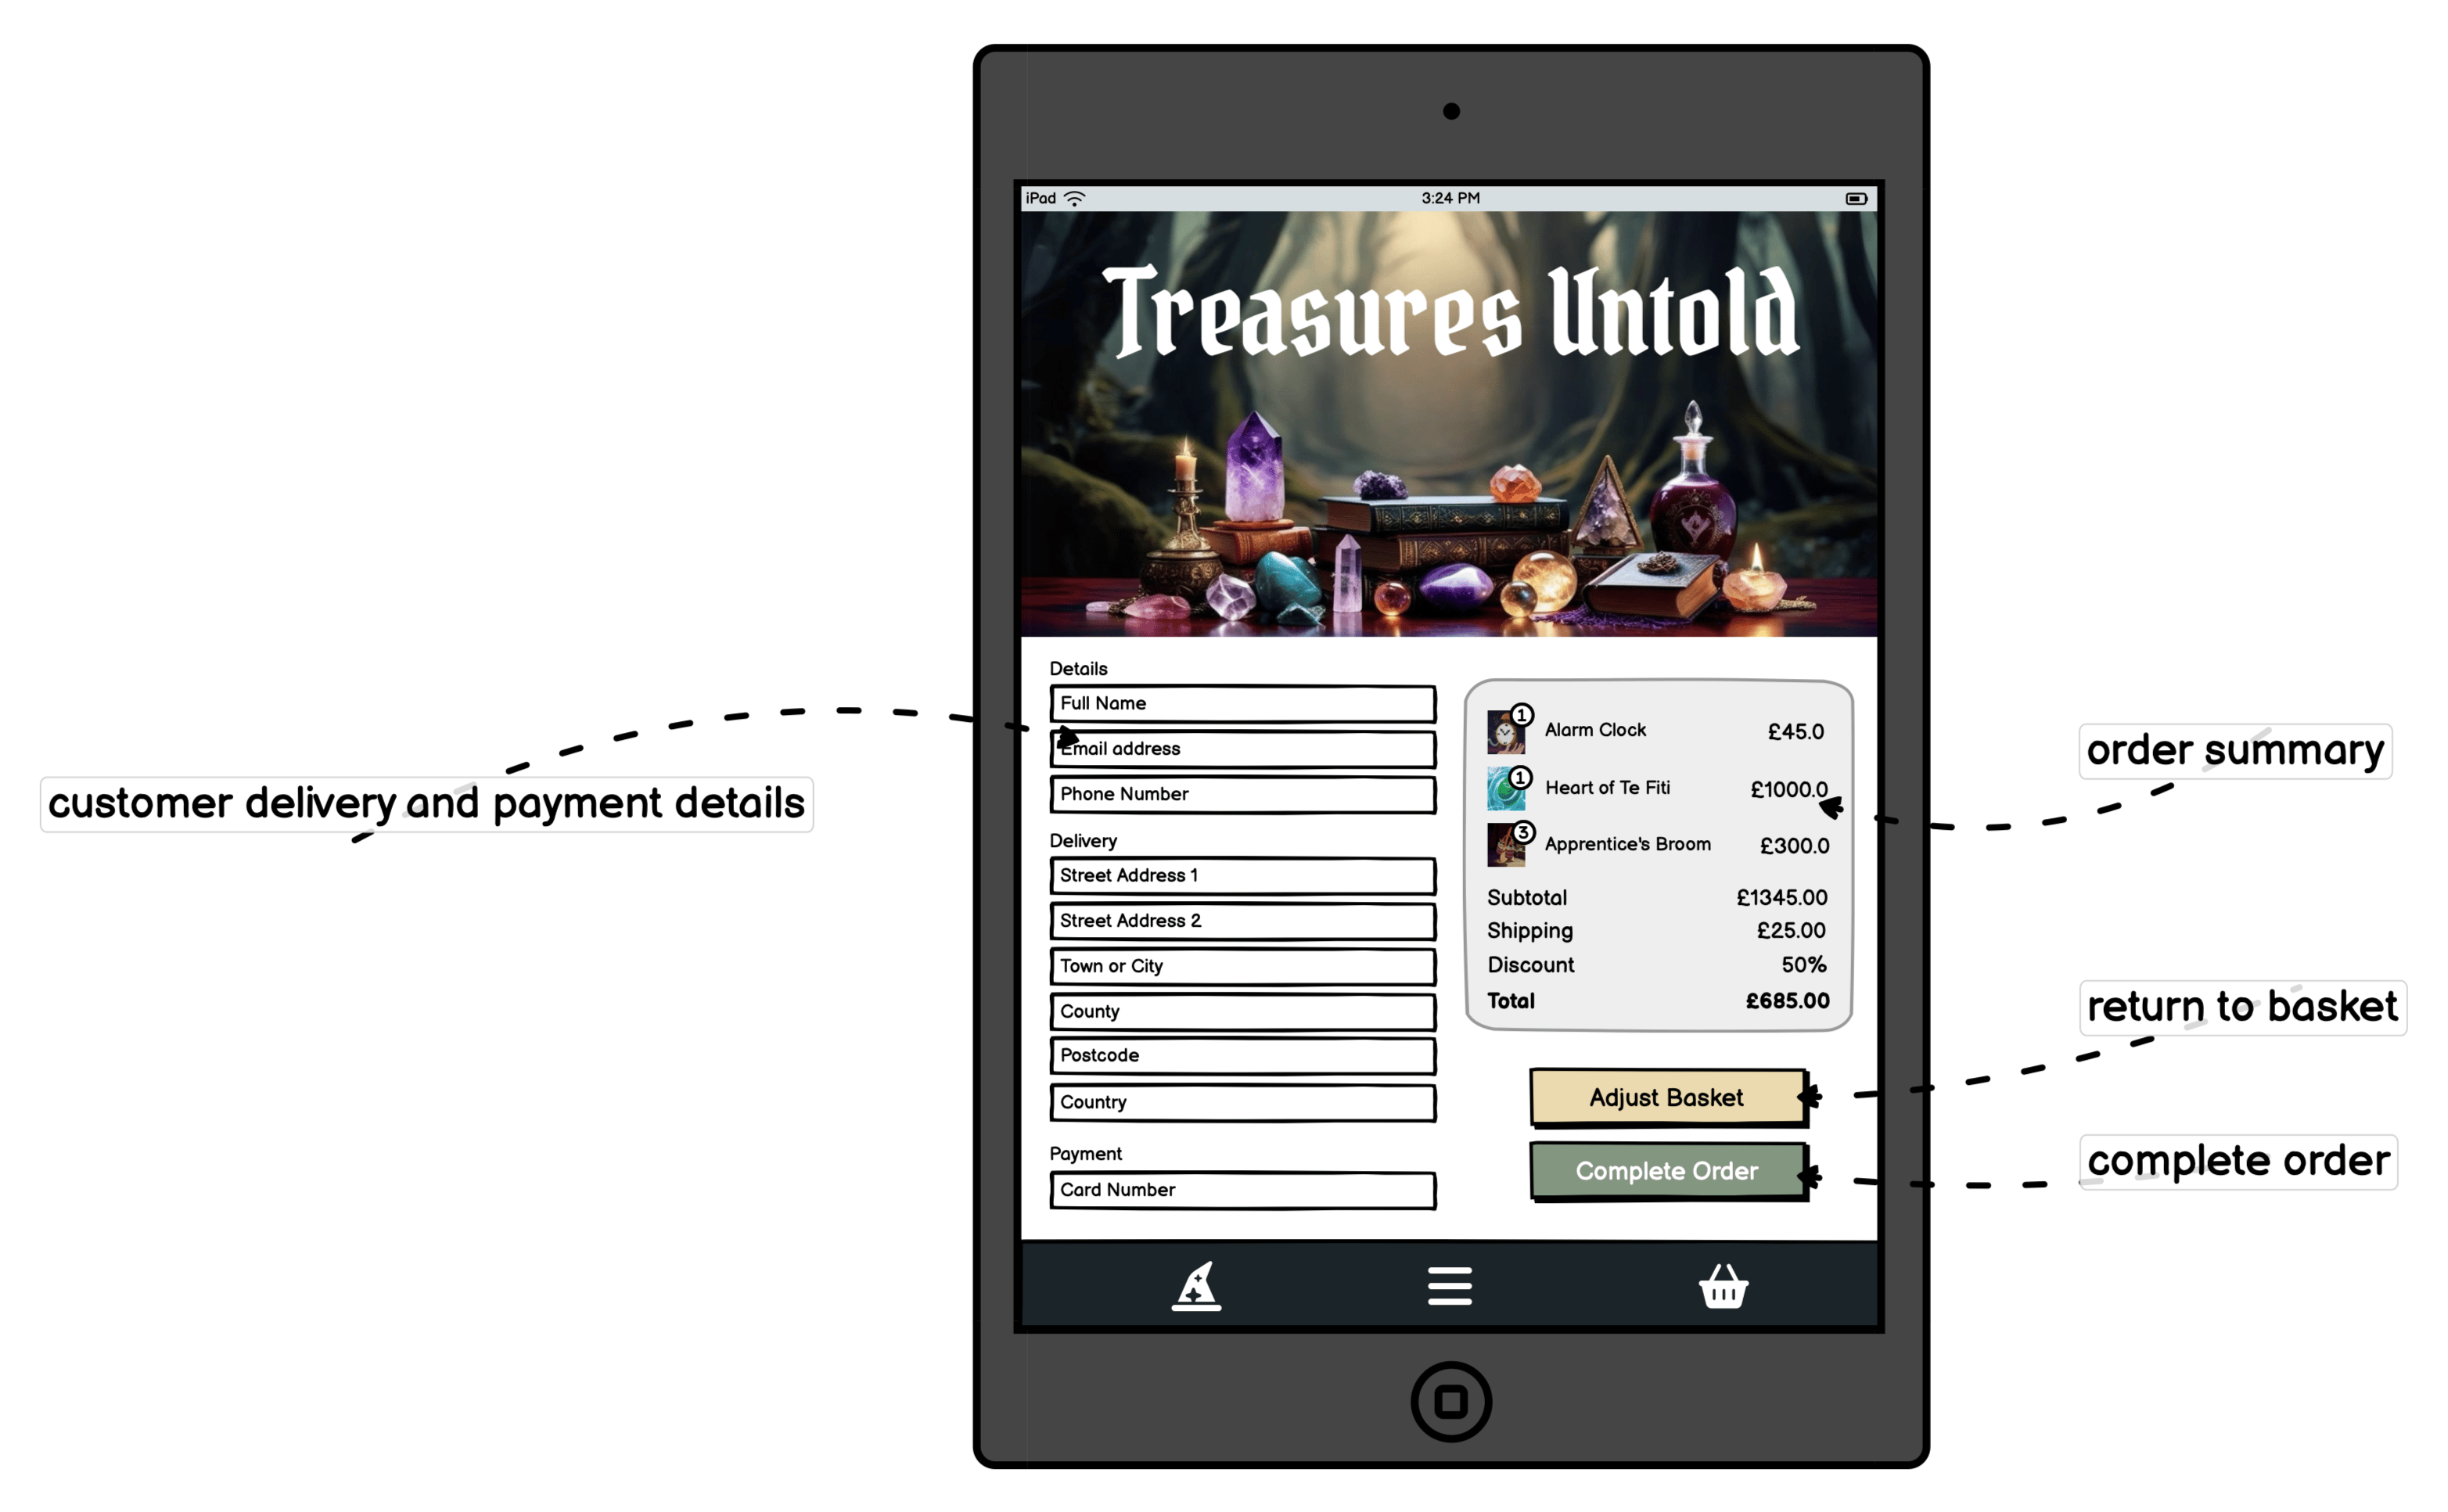 iPad 3:24 PM
Treasures Untold
customer delivery and payment details
Details
Full Name
Email address
Phone Number
Delivery
Street Address 1
Street Address 2
Town or City
County
Postcode
Country
Payment
Card Number
1 Alarm Clock £45.0
1 Heart of Te Fiti £1000.0
3 Apprentice's Broom £300.0
Subtotal £1345.00
Shipping £25.00
Discount 50%
Total £685.00
Adjust Basket
Complete Order
order summary
return to basket
complete order